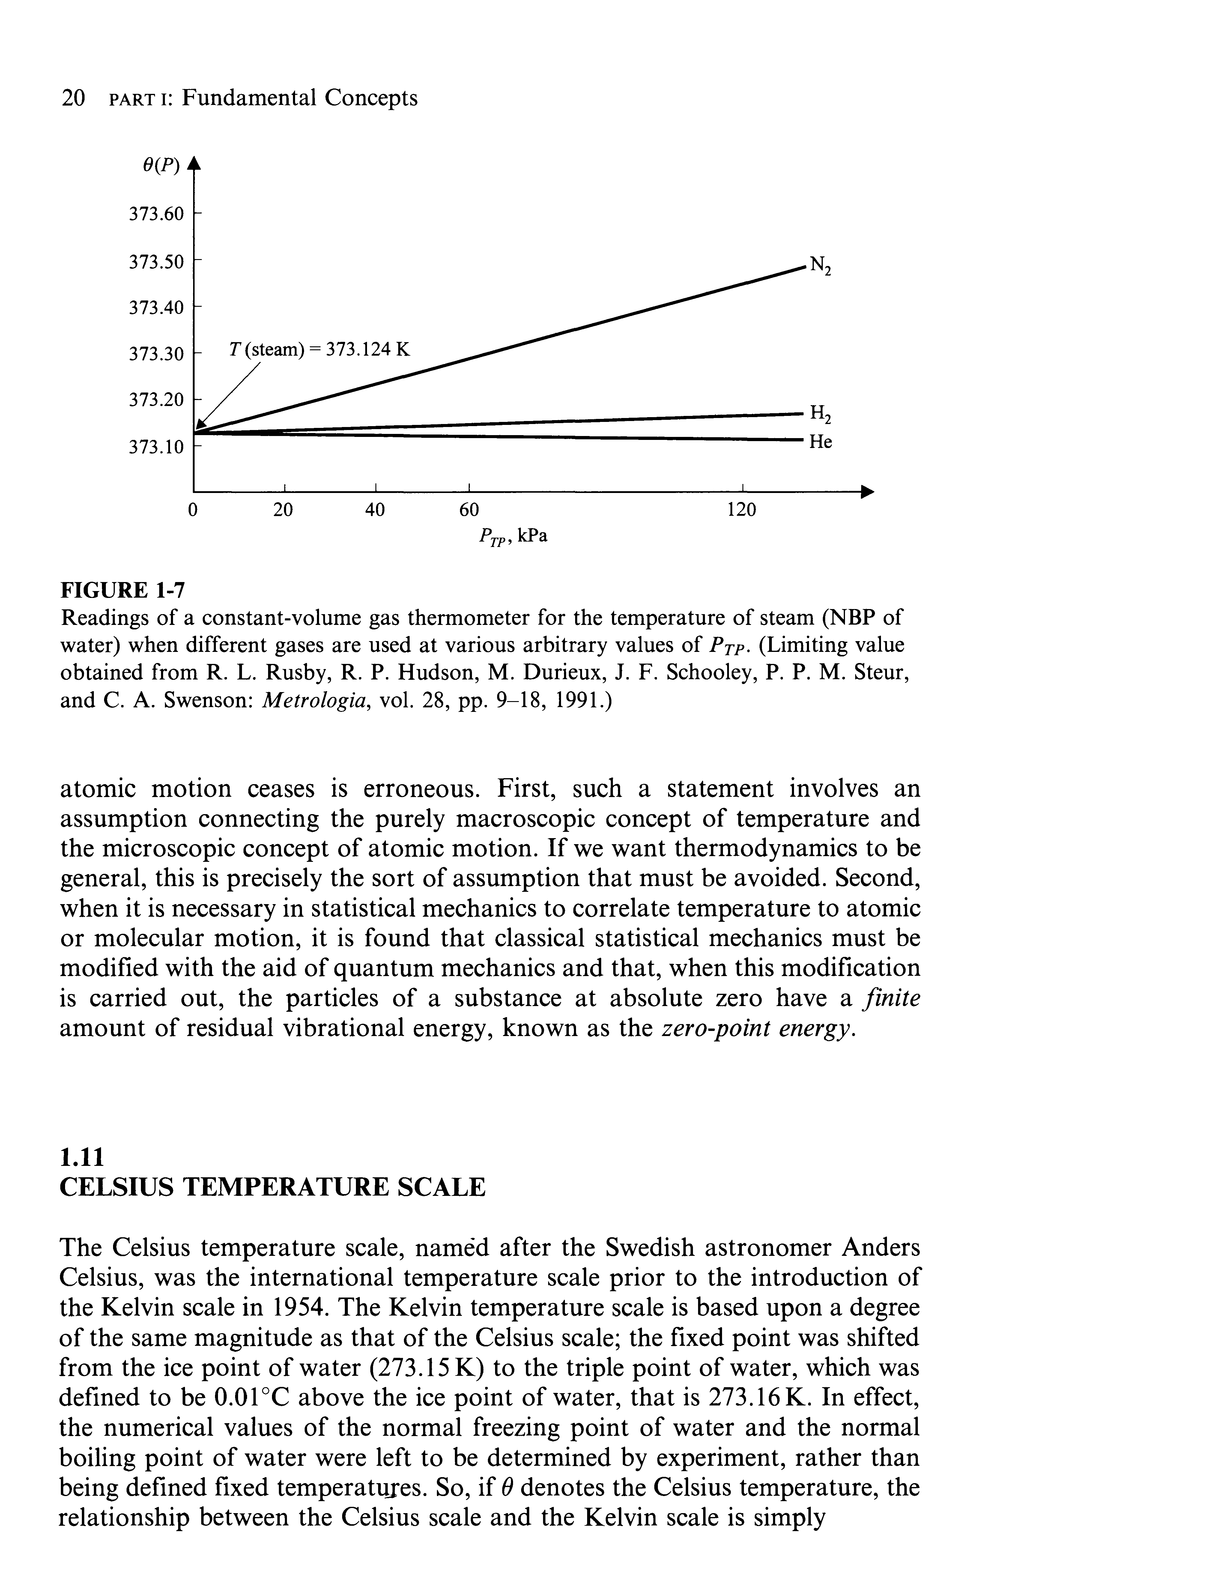 20 PART I: Fundamental Concepts
θ(P)
373.60
373.50
N₂
373.40
373.30
T (steam) = 373.124 K
373.20
H₂
373.10
He
0 20 40 60 120
P_TP, kPa
FIGURE 1-7
Readings of a constant-volume gas thermometer for the temperature of steam (NBP of
water) when different gases are used at various arbitrary values of P_TP. (Limiting value
obtained from R. L. Rusby, R. P. Hudson, M. Durieux, J. F. Schooley, P. P. M. Steur,
and C. A. Swenson: Metrologia, vol. 28, pp. 9–18, 1991.)
atomic motion ceases is erroneous. First, such a statement involves an
assumption connecting the purely macroscopic concept of temperature and
the microscopic concept of atomic motion. If we want thermodynamics to be
general, this is precisely the sort of assumption that must be avoided. Second,
when it is necessary in statistical mechanics to correlate temperature to atomic
or molecular motion, it is found that classical statistical mechanics must be
modified with the aid of quantum mechanics and that, when this modification
is carried out, the particles of a substance at absolute zero have a finite
amount of residual vibrational energy, known as the zero-point energy.
1.11
CELSIUS TEMPERATURE SCALE
The Celsius temperature scale, named after the Swedish astronomer Anders
Celsius, was the international temperature scale prior to the introduction of
the Kelvin scale in 1954. The Kelvin temperature scale is based upon a degree
of the same magnitude as that of the Celsius scale; the fixed point was shifted
from the ice point of water (273.15 K) to the triple point of water, which was
defined to be 0.01°C above the ice point of water, that is 273.16 K. In effect,
the numerical values of the normal freezing point of water and the normal
boiling point of water were left to be determined by experiment, rather than
being defined fixed temperatures. So, if θ denotes the Celsius temperature, the
relationship between the Celsius scale and the Kelvin scale is simply